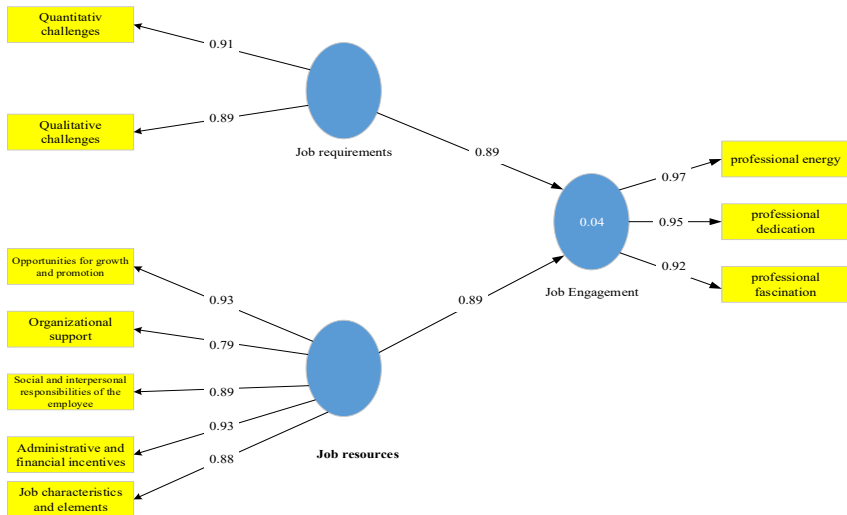 Quantitativ
challenges
0.91
0.89
Qualitative
challenges
Job requirements
0.89
Opportunities for growth
and promotion
0.93
Organizational
support
0.79
Social and interpersonal
responsibilities of the
employee
0.89
Administrative and
financial incentives
0.93
Job characteristics
and elements
0.88
Job resources
0.89
0.04
Job Engagement
0.97
professional energy
0.95
professional
dedication
0.92
professional
fascination